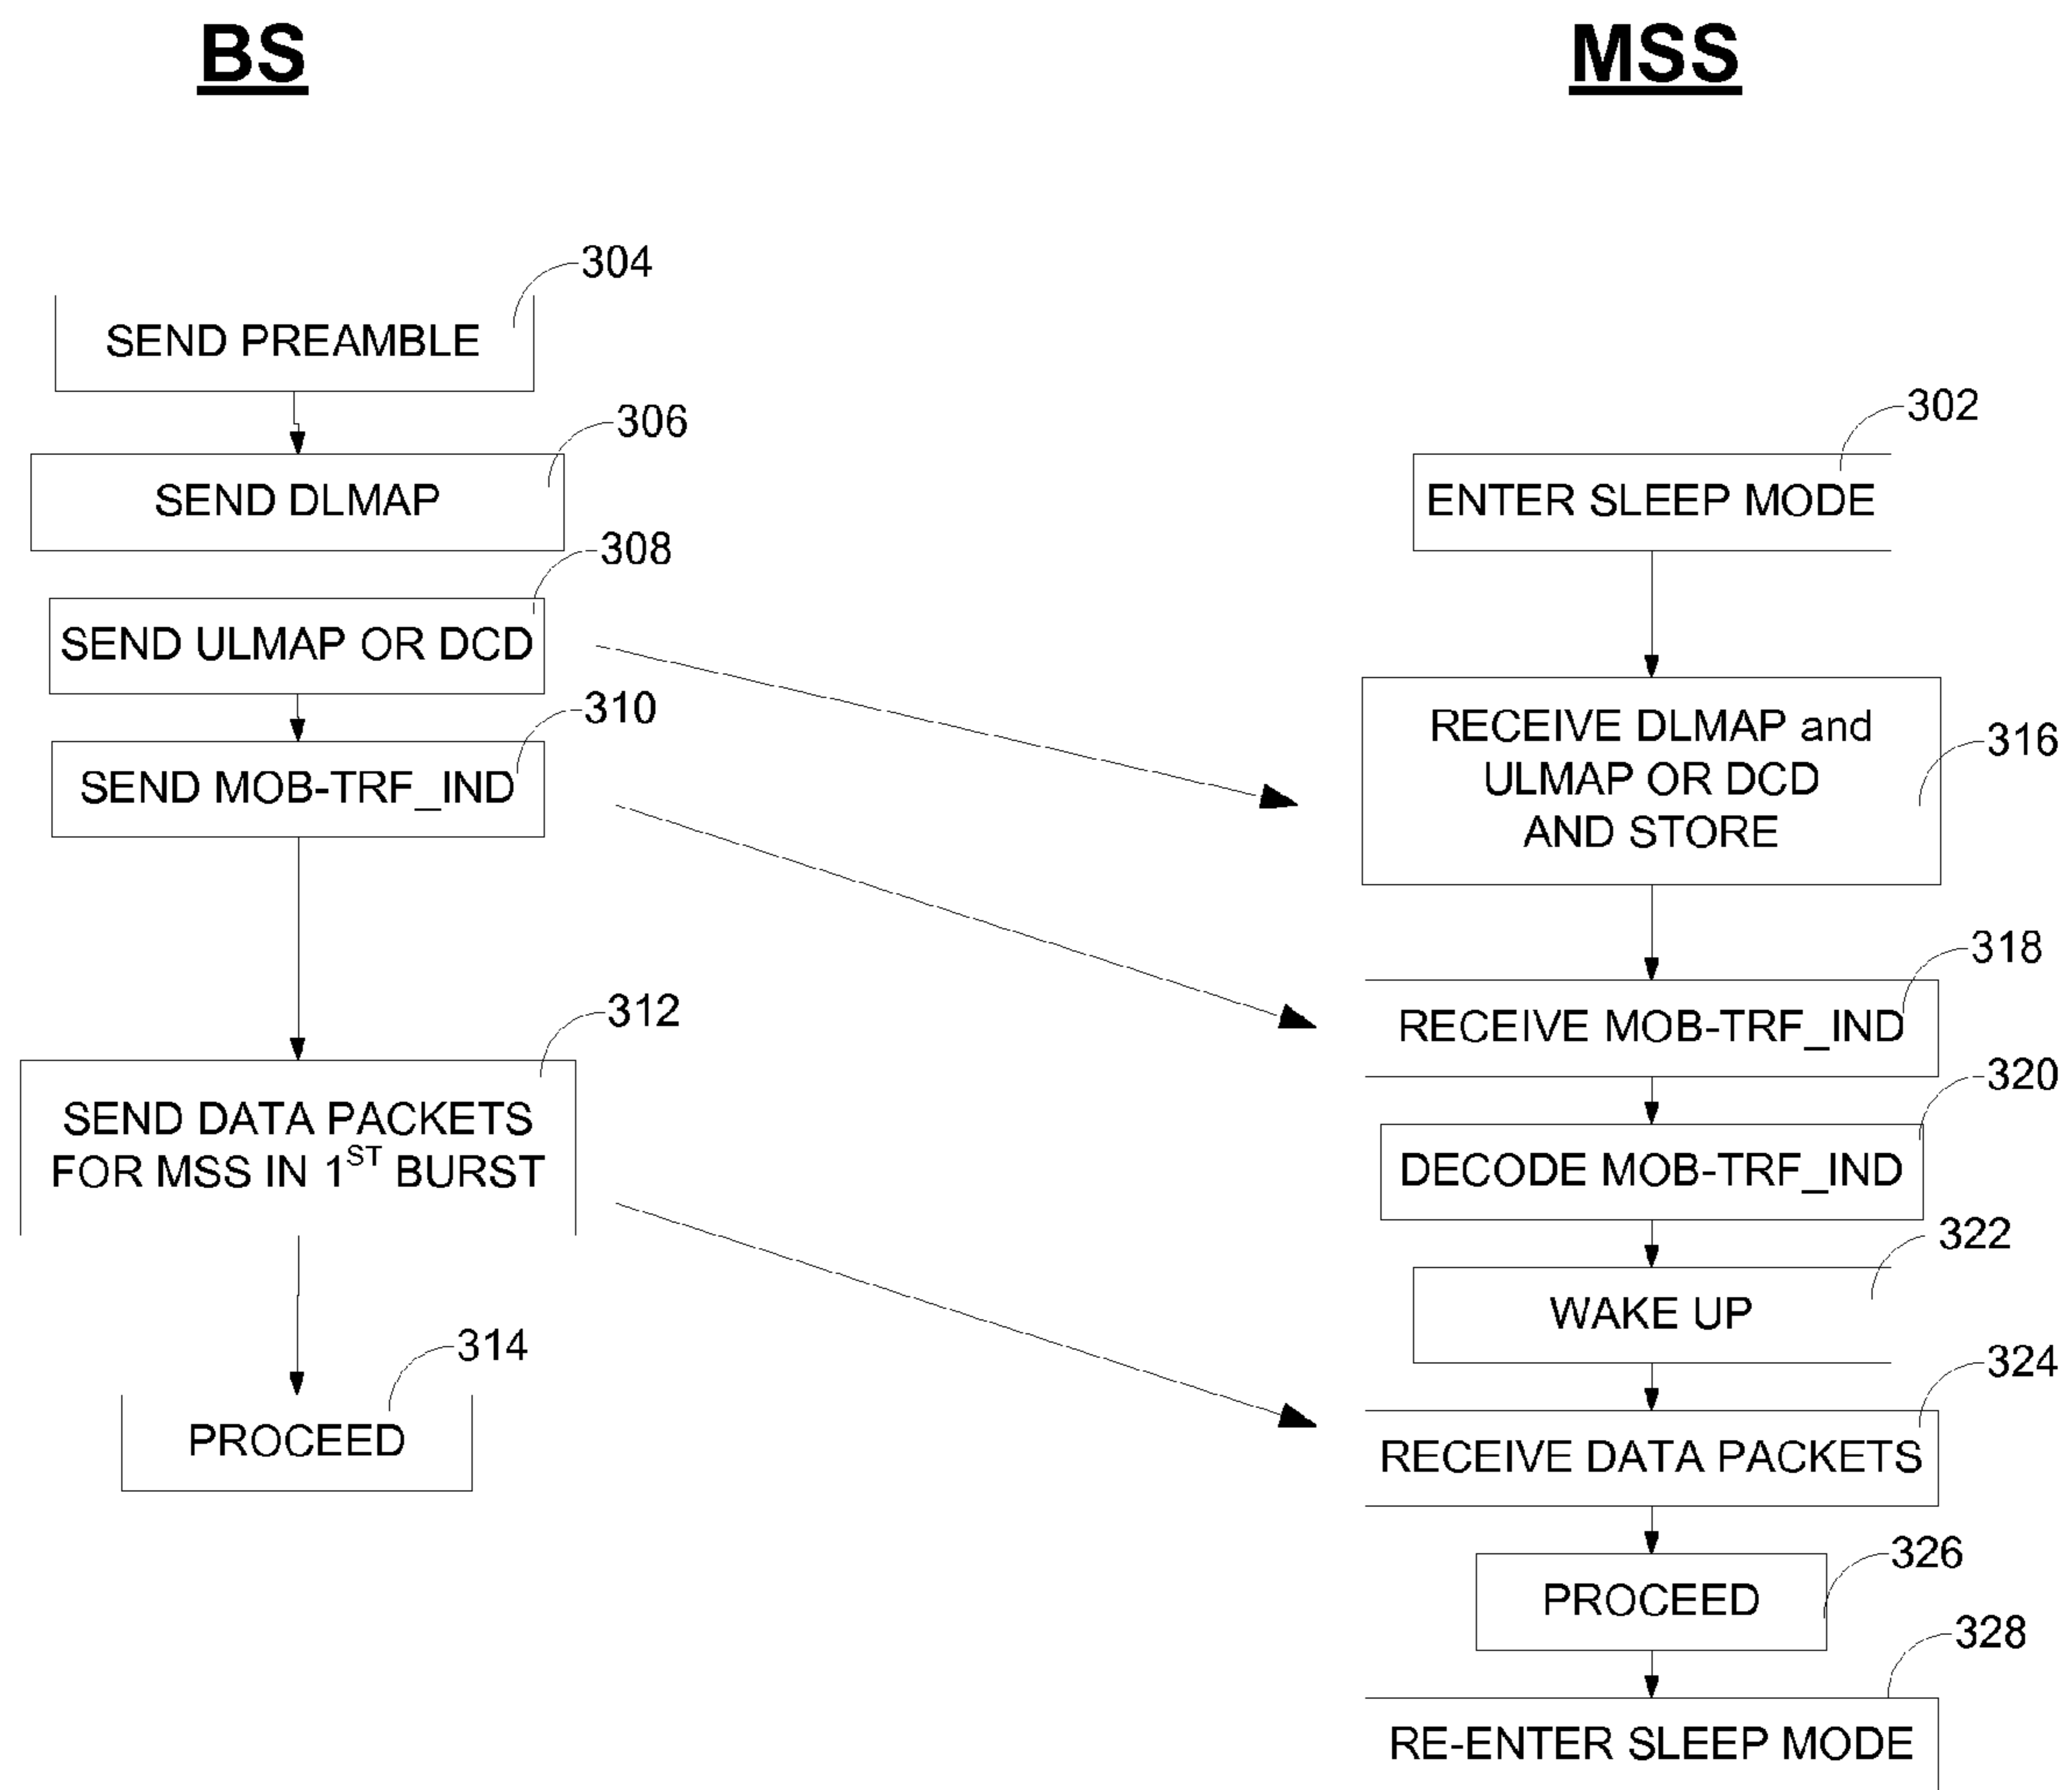 BS
304
SEND PREAMBLE
306
SEND DLMAP
308
SEND ULMAP OR DCD
310
SEND MOB-TRF_IND
312
SEND DATA PACKETS
FOR MSS IN 1ST BURST
314
PROCEED
MSS
302
ENTER SLEEP MODE
RECEIVE DLMAP and
ULMAP OR DCD
AND STORE
316
318
RECEIVE MOB-TRF_IND
320
DECODE MOB-TRF_IND
322
WAKE UP
324
RECEIVE DATA PACKETS
326
PROCEED
328
RE-ENTER SLEEP MODE